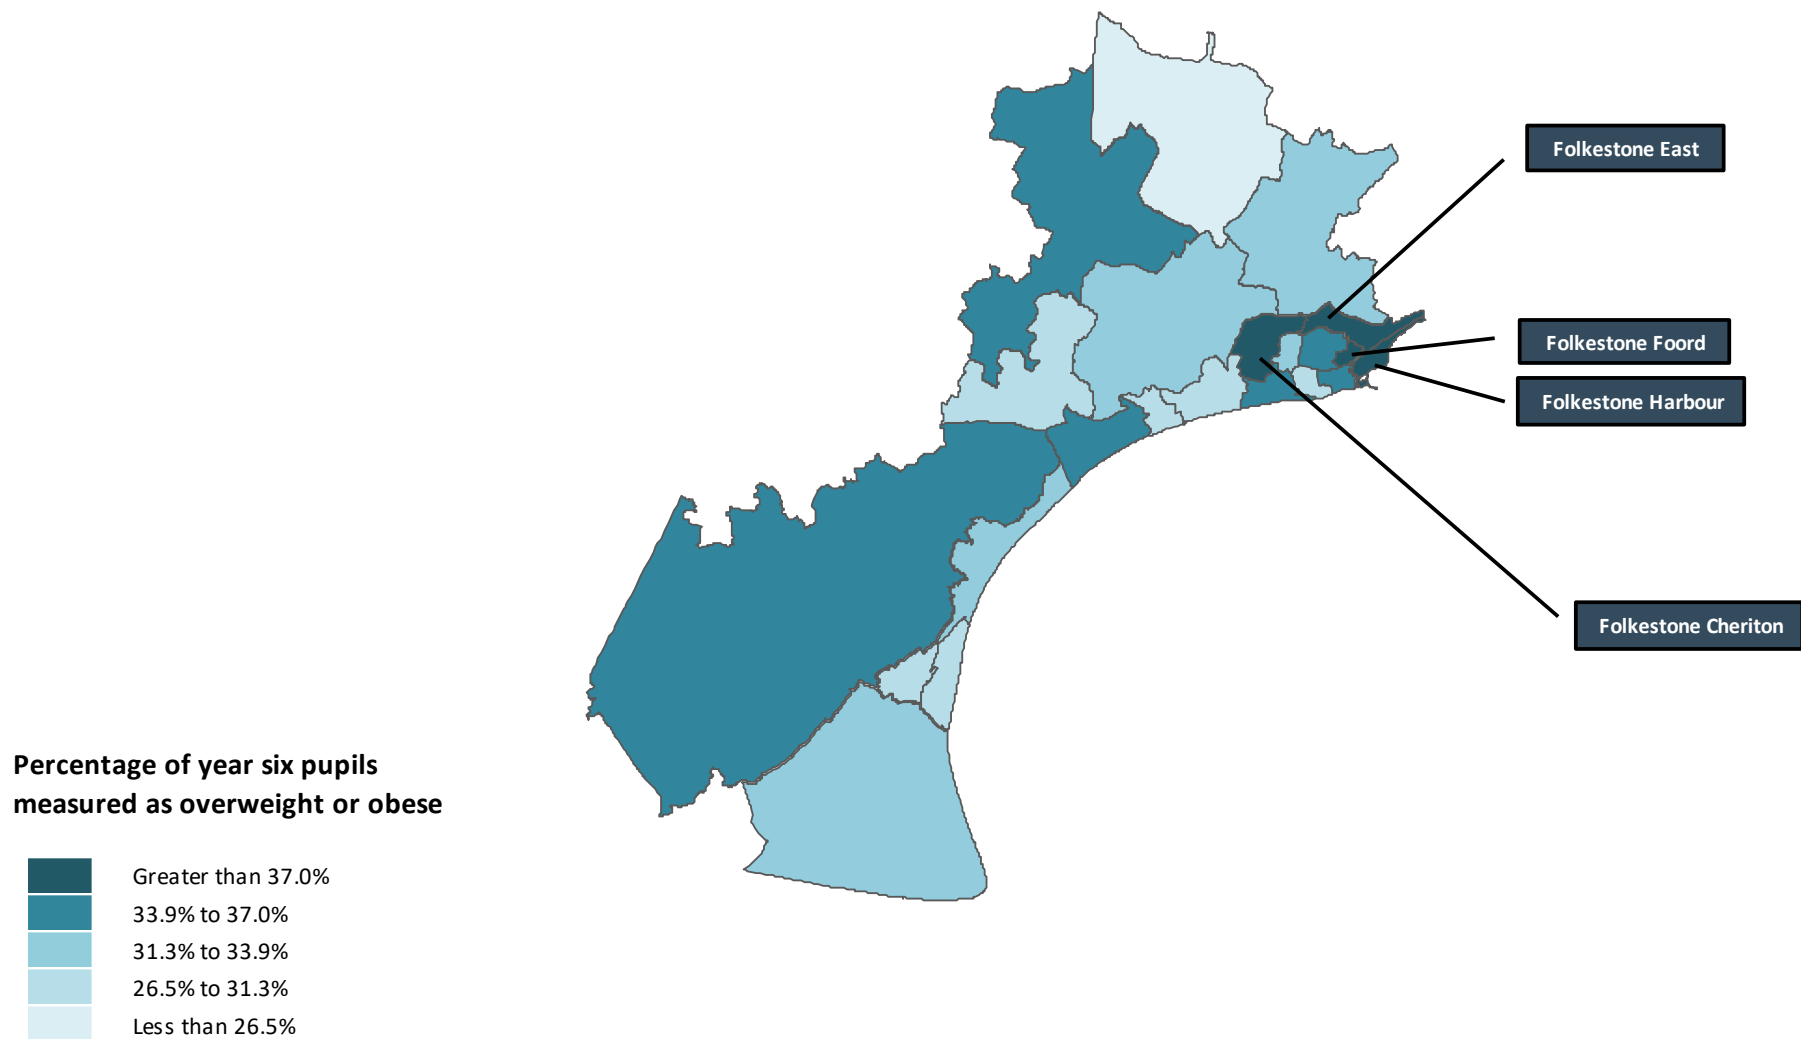 Folkestone East
Folkestone Foord
Folkestone Harbour
Folkestone Cheriton
Percentage of year six pupils
measured as overweight or obese
Greater than 37.0%
33.9% to 37.0%
31.3% to 33.9%
26.5% to 31.3%
Less than 26.5%